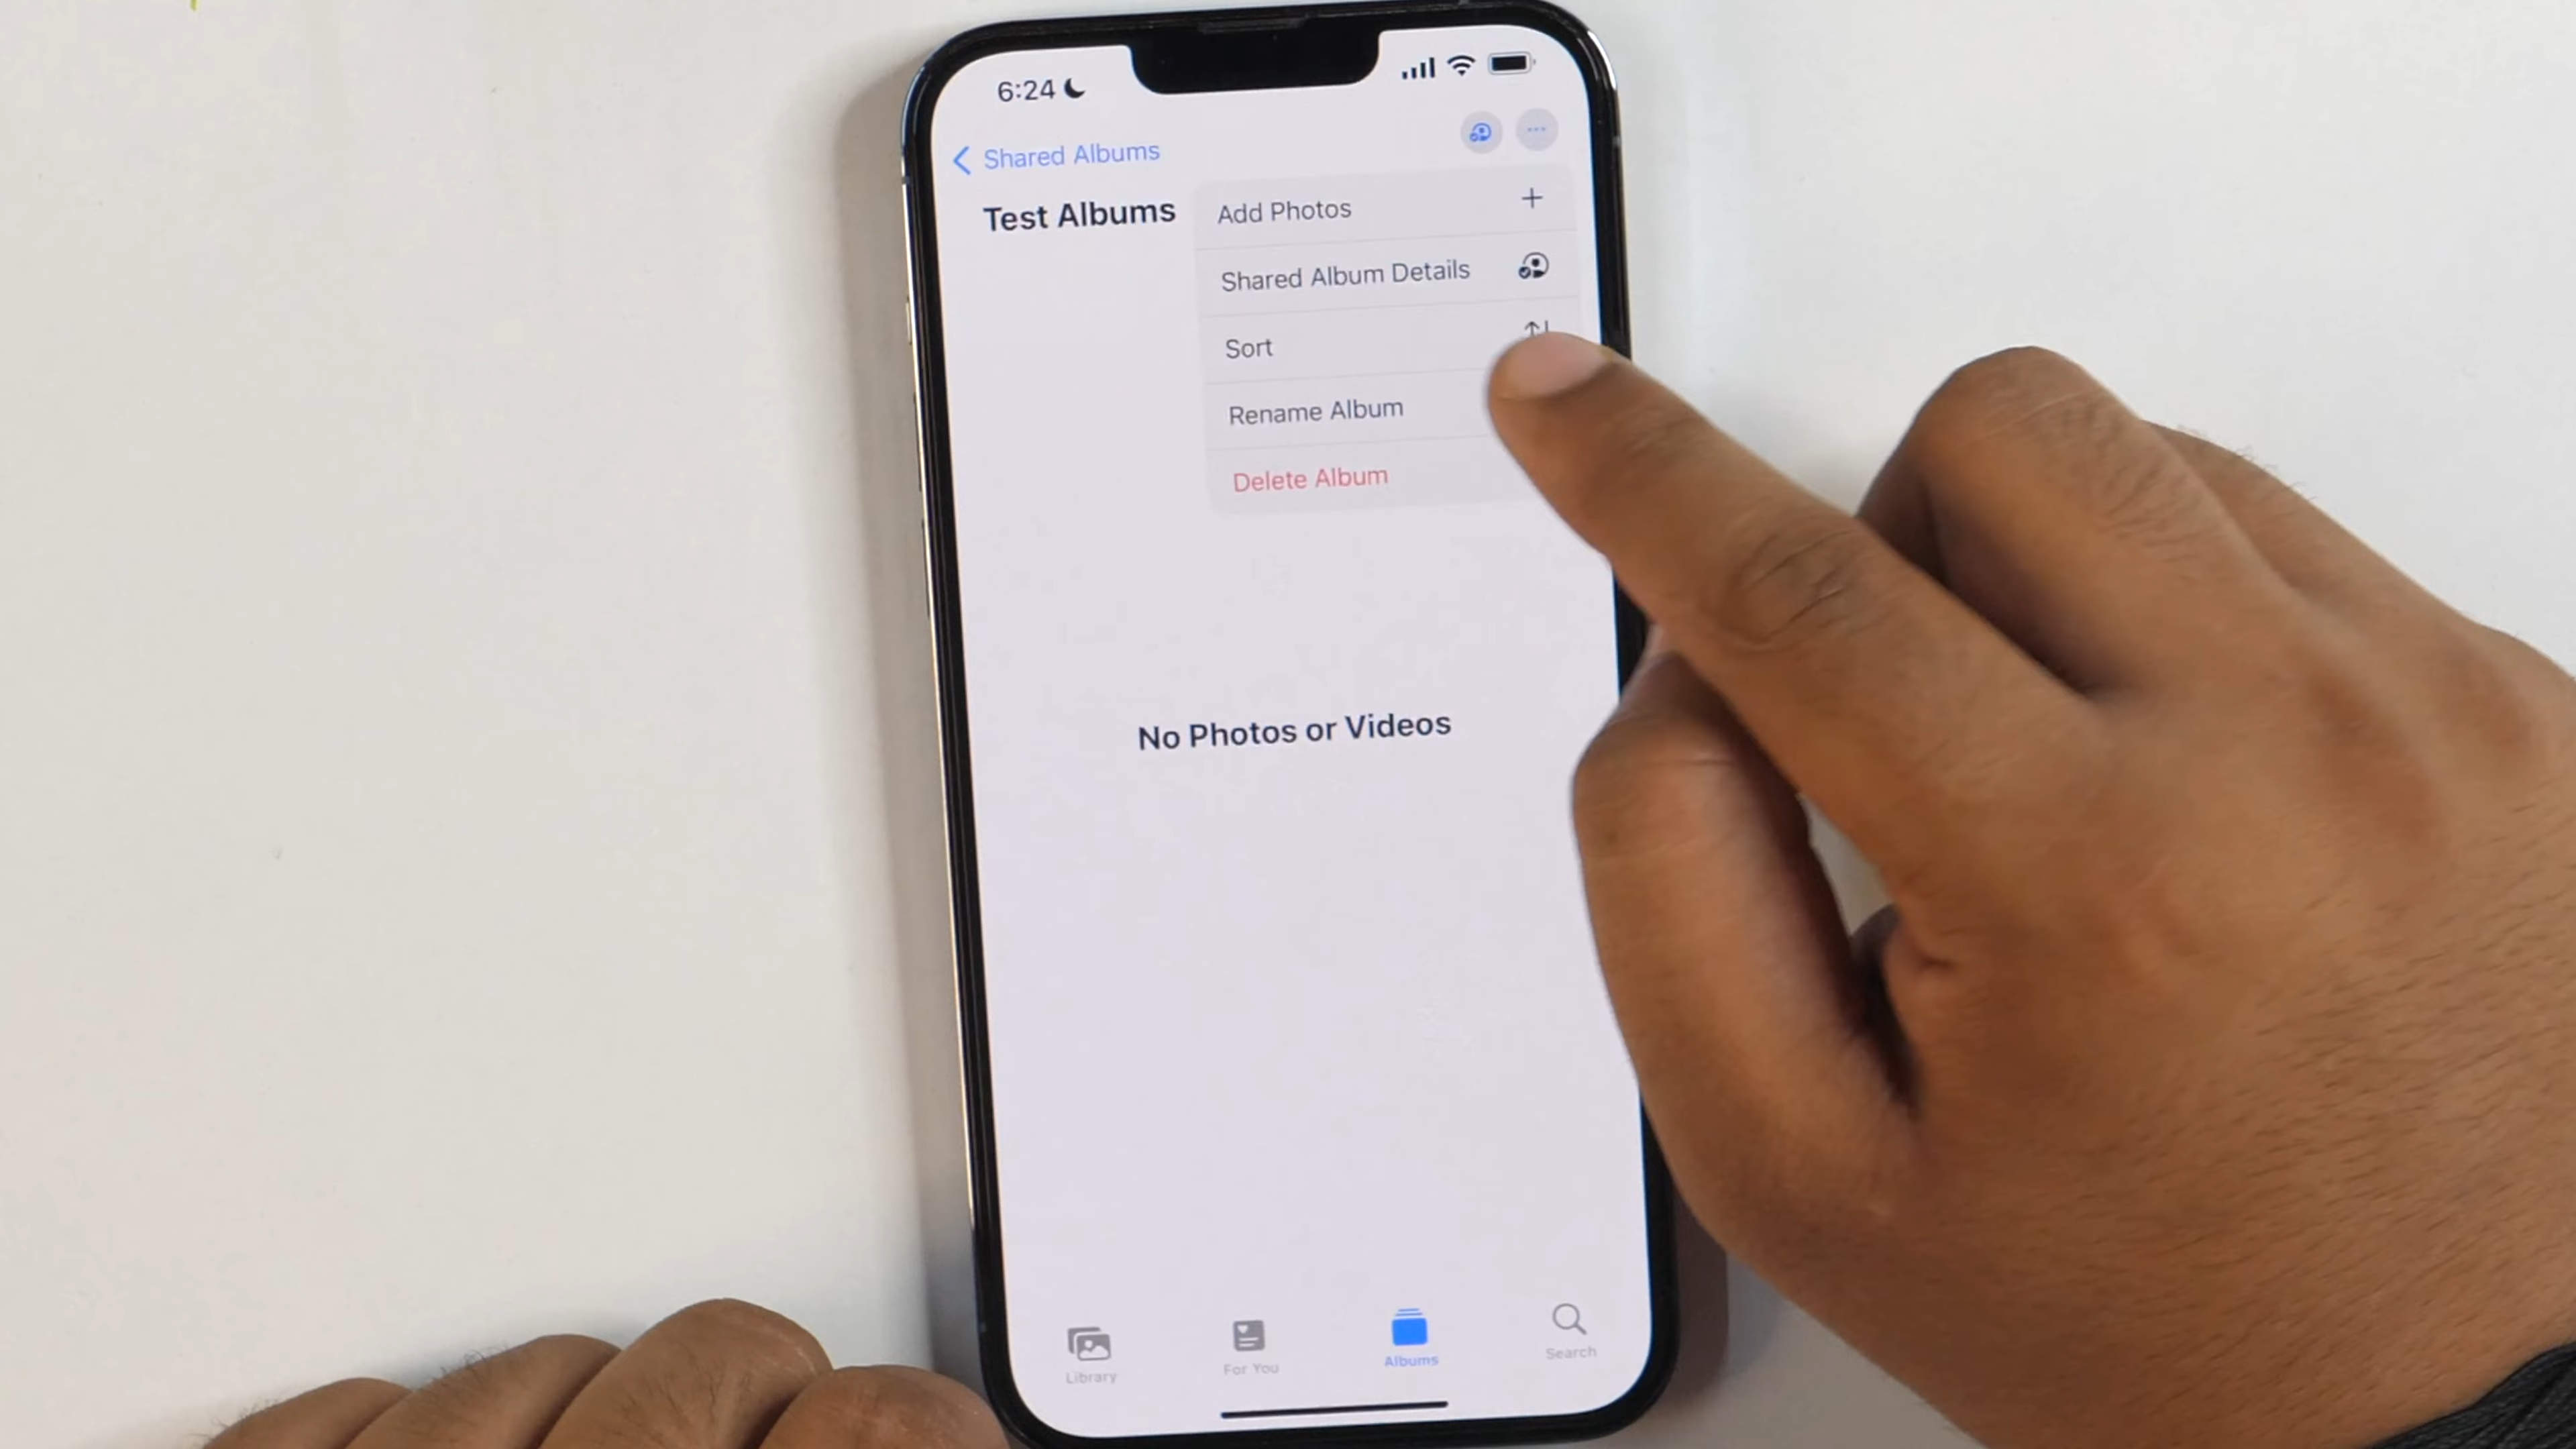 6:24
Shared Albums
Test Albums
Add Photos
Shared Album Details
Sort
Rename Album
Delete Album
No Photos or Videos
Library
For You
Albums
Search